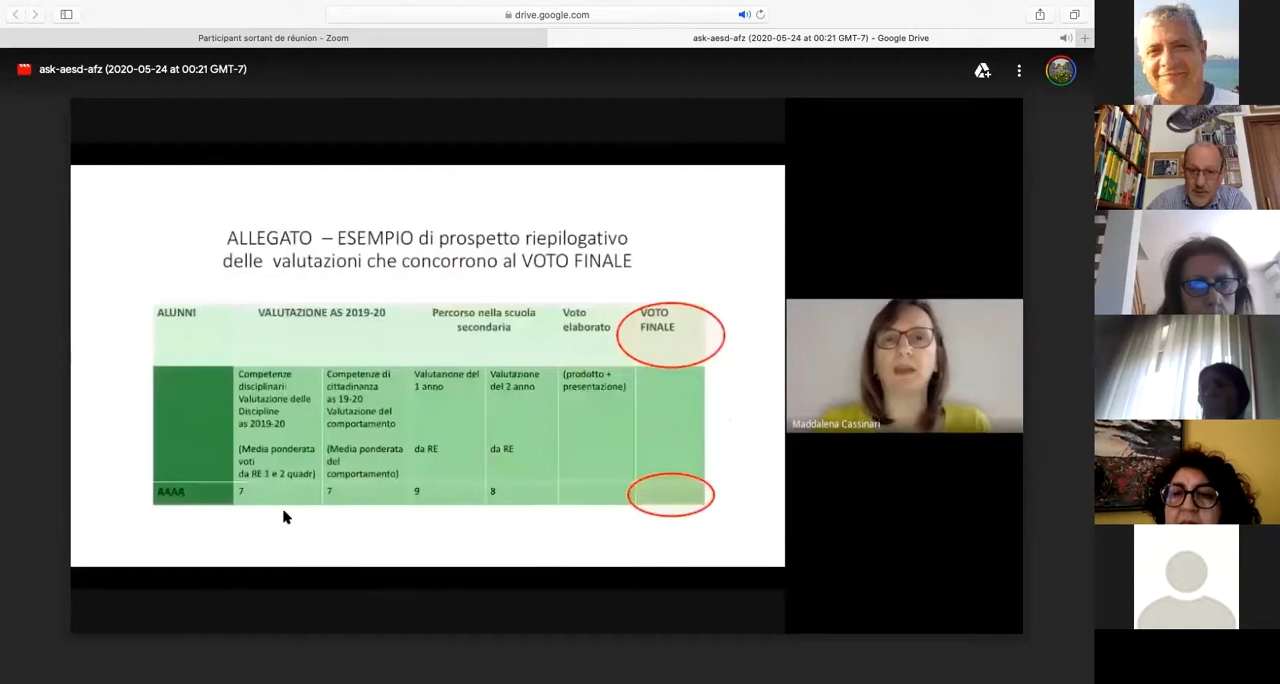 drive.google.com
Participant sortant de réunion - Zoom
ask-aesd-afz (2020-05-24 at 00:21 GMT-7) - Google Drive
ask-aesd-afz (2020-05-24 at 00:21 GMT-7)
ALLEGATO – ESEMPIO di prospetto riepilogativo
delle valutazioni che concorrono al VOTO FINALE
ALUNNI
VALUTAZIONE AS 2019-20
Percorso nella scuola
secondaria
Voto
elaborato
VOTO
FINALE
Competenze
disciplinari:
Valutazione delle
Discipline
as 2019-20
(Media ponderata
voti
da RE 1 e 2 quadr)
Competenze di
cittadinanza
as 19-20
Valutazione del
comportamento
(Media ponderata
del
comportamento)
Valutazione del
1 anno
da RE
Valutazione
del 2 anno
da RE
(prodotto +
presentazione)
AAAA
7
7
9
8
Maddalena Cassinari